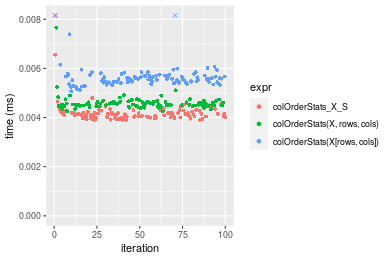 0.008
0.006
0.004
0.002
0.000
time (ms)
0
25
50
75
100
iteration
expr
colOrderStats_X_S
colOrderStats(X, rows, cols)
colOrderStats(X[rows, cols])